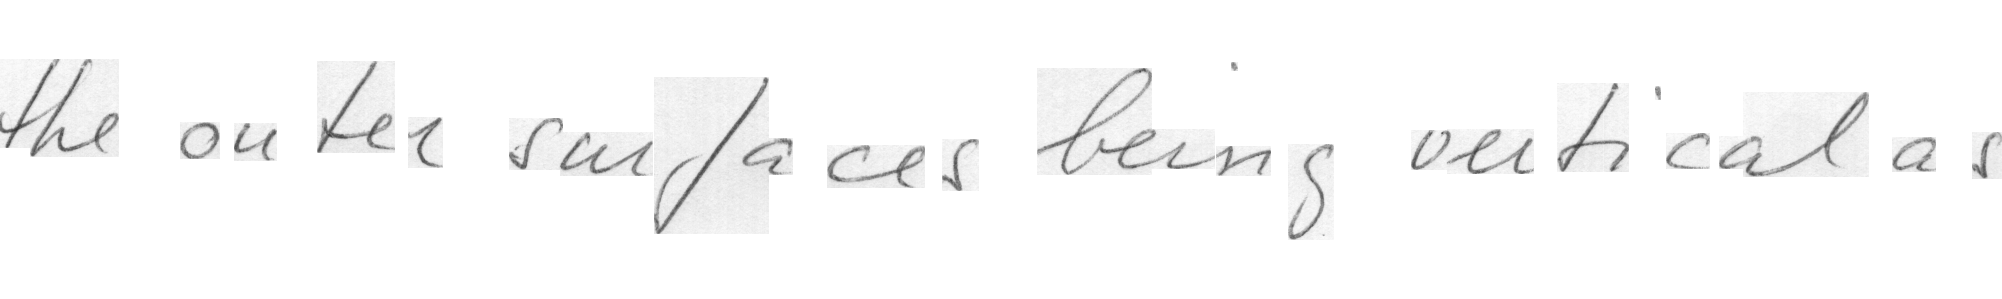 the outer surfaces being vertical as